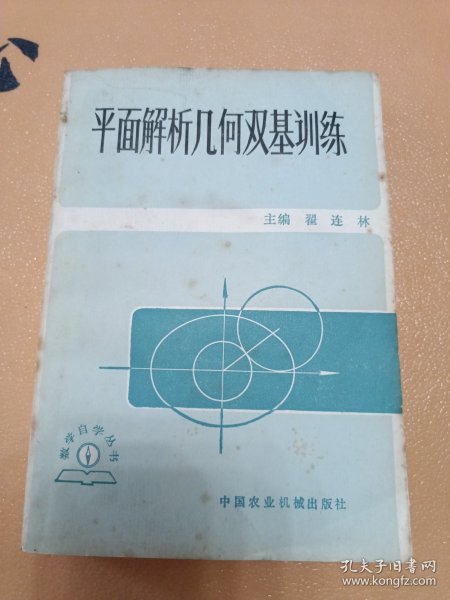 平面解析几何双基训练
主编 翟连林
数学自学全书
中国农业机械出版社
孔夫子旧书网
www.kongfz.com